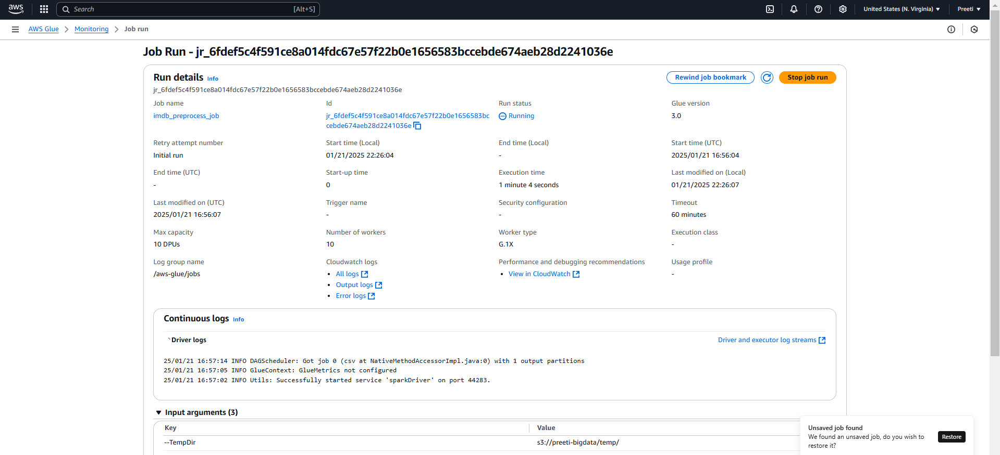 aws
Search [Alt+S]
United States (N. Virginia) ▼ Preeti ▼
AWS Glue > Monitoring > Job run
Job Run - jr_6fdef5c4f591ce8a014fdc67e57f22b0e1656583bccebde674aeb28d2241036e
Run details Info
Rewind job bookmark Stop job run
jr_6fdef5c4f591ce8a014fdc67e57f22b0e1656583bccebde674aeb28d2241036e
Job name Id Run status Glue version
imdb_preprocess_job jr_6fdef5c4f591ce8a014fdc67e57f22b0e1656583bc Running 3.0
cebde674aeb28d2241036e
Retry attempt number Start time (Local) End time (Local) Start time (UTC)
Initial run 01/21/2025 22:26:04 - 2025/01/21 16:56:04
End time (UTC) Start-up time Execution time Last modified on (Local)
- 0 1 minute 4 seconds 01/21/2025 22:26:07
Last modified on (UTC) Trigger name Security configuration Timeout
2025/01/21 16:56:07 - - 60 minutes
Max capacity Number of workers Worker type Execution class
10 DPUs 10 G.1X -
Log group name Cloudwatch logs Performance and debugging recommendations Usage profile
/aws-glue/jobs • All logs • View in CloudWatch -
• Output logs
• Error logs
Continuous logs Info
Driver logs Driver and executor log streams
25/01/21 16:57:14 INFO DAGScheduler: Got job 0 (csv at NativeMethodAccessorImpl.java:0) with 1 output partitions
25/01/21 16:57:05 INFO GlueContext: GlueMetrics not configured
25/01/21 16:57:02 INFO Utils: Successfully started service 'sparkDriver' on port 44283.
▼ Input arguments (3)
Key Value
--TempDir s3://preeti-bigdata/temp/
Unsaved job found
We found an unsaved job, do you wish to
restore it?
Restore